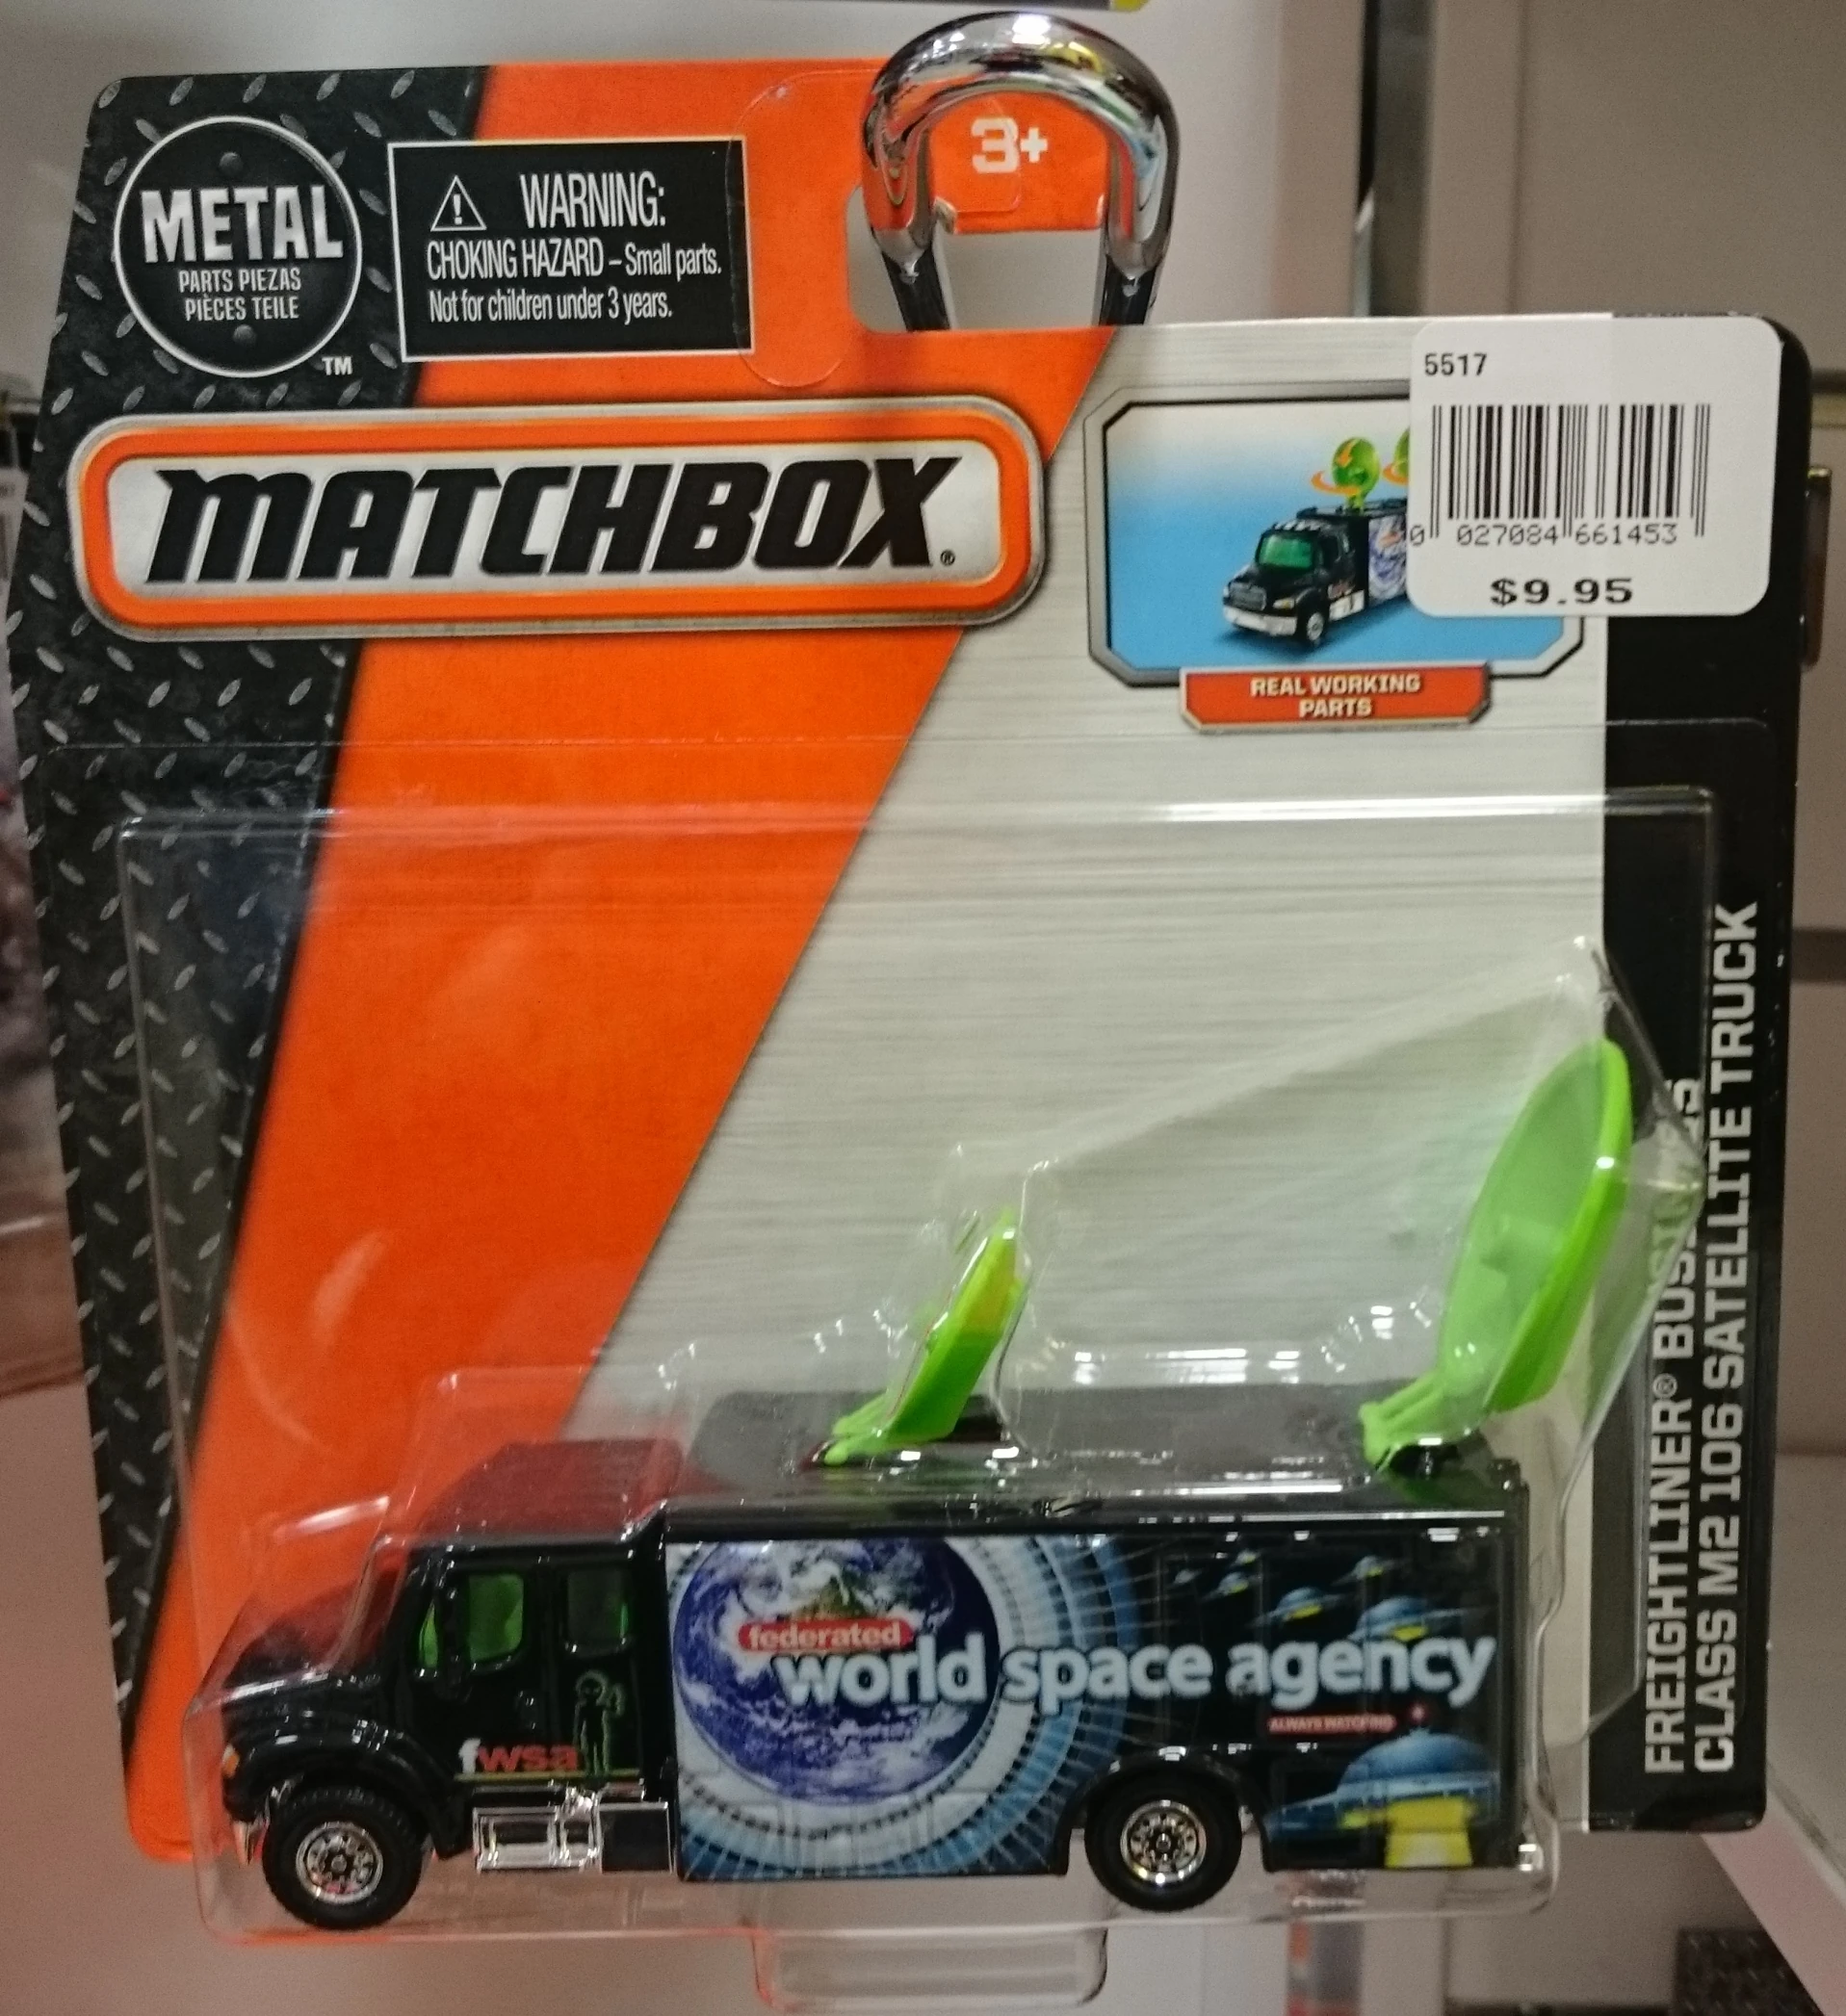 3+
METAL
PARTS PIEZAS
PIÈCES TEILE
TM
WARNING:
CHOKING HAZARD – Small parts.
Not for children under 3 years.
MATCHBOX®
5517
0 027084 661453
$9.95
REAL WORKING
PARTS
FREIGHTLINER®
CLASS M2 106 SATELLITE TRUCK
federated
world space agency
ALWAYS WATCHING
fwsa